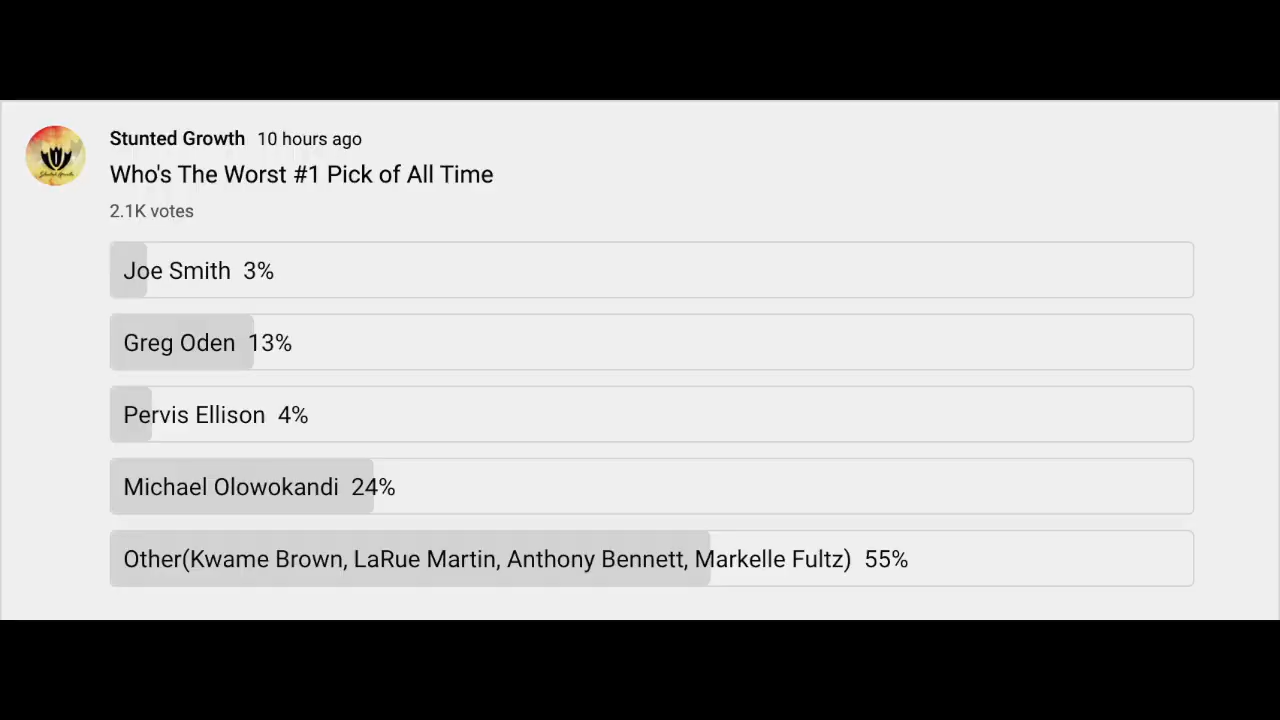 Stunted Growth 10 hours ago
Who's The Worst #1 Pick of All Time
2.1K votes
Joe Smith 3%
Greg Oden 13%
Pervis Ellison 4%
Michael Olowokandi 24%
Other(Kwame Brown, LaRue Martin, Anthony Bennett, Markelle Fultz) 55%